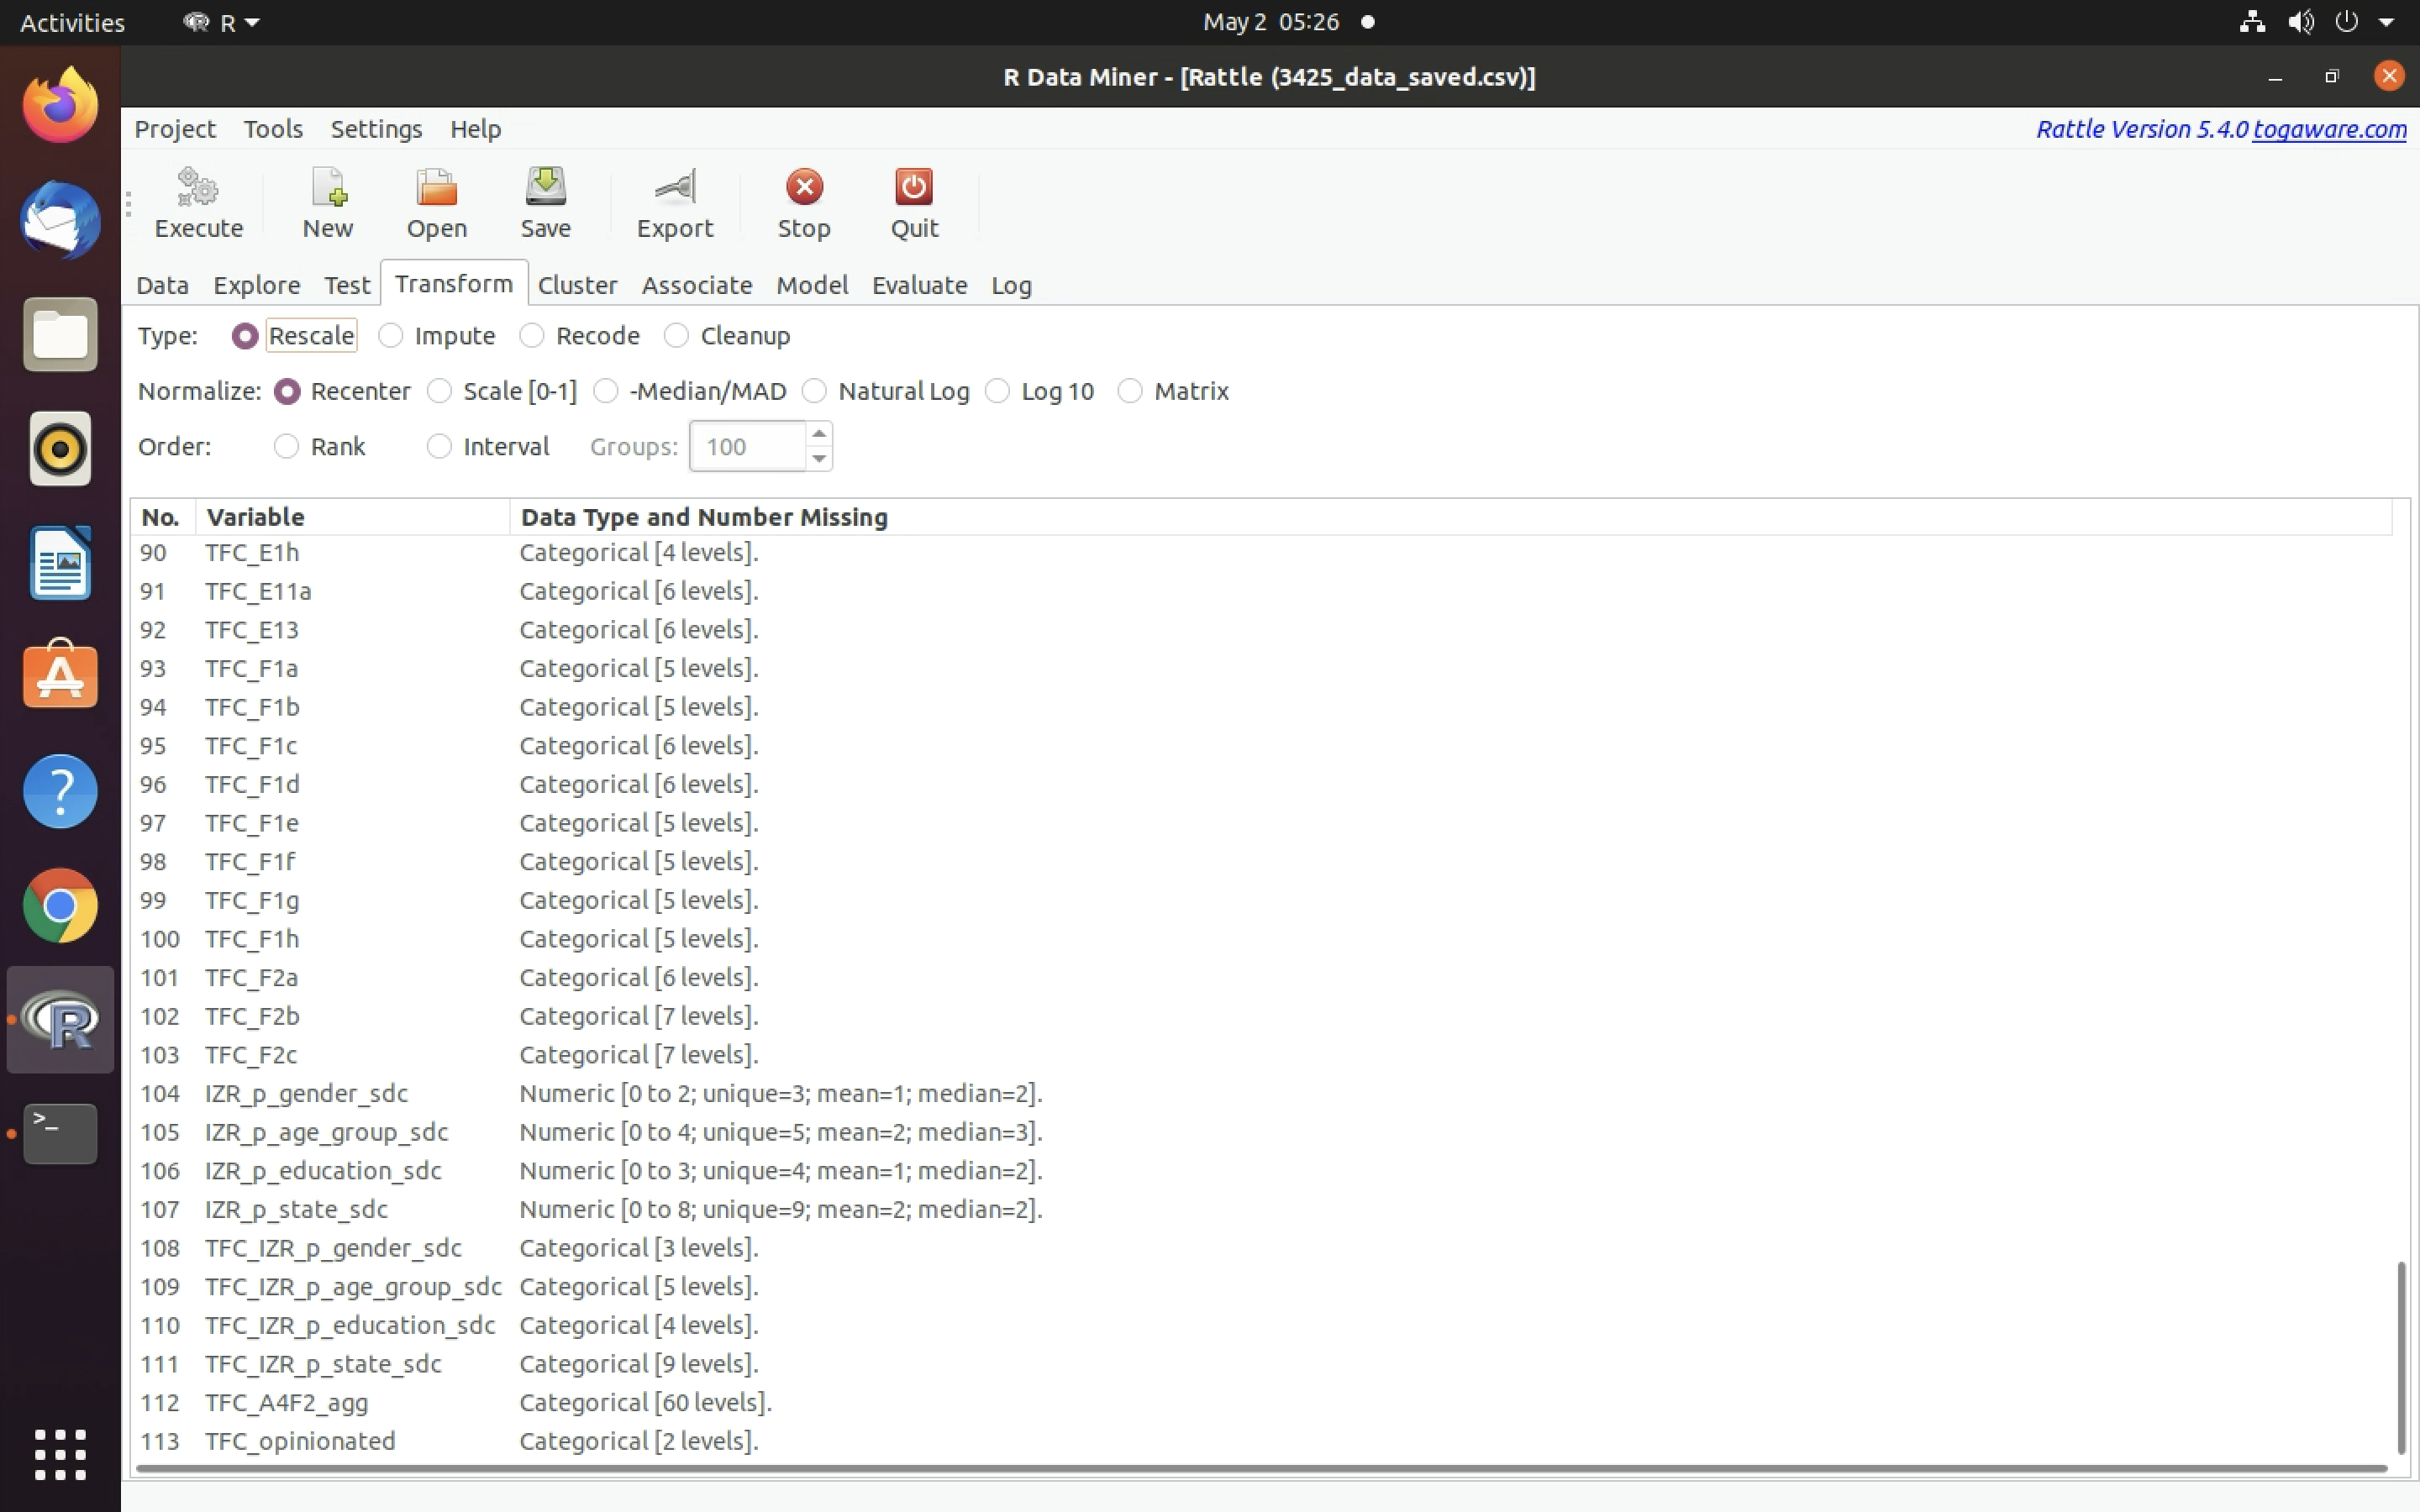 Activities R May 2 05:26
R Data Miner - [Rattle (3425_data_saved.csv)]
Project Tools Settings Help Rattle Version 5.4.0 togaware.com
Execute New Open Save Export Stop Quit
Data Explore Test Transform Cluster Associate Model Evaluate Log
Type: Rescale Impute Recode Cleanup
Normalize: Recenter Scale [0-1] -Median/MAD Natural Log Log 10 Matrix
Order: Rank Interval Groups: 100
No. Variable Data Type and Number Missing
90 TFC_E1h Categorical [4 levels].
91 TFC_E11a Categorical [6 levels].
92 TFC_E13 Categorical [6 levels].
93 TFC_F1a Categorical [5 levels].
94 TFC_F1b Categorical [5 levels].
95 TFC_F1c Categorical [6 levels].
96 TFC_F1d Categorical [6 levels].
97 TFC_F1e Categorical [5 levels].
98 TFC_F1f Categorical [5 levels].
99 TFC_F1g Categorical [5 levels].
100 TFC_F1h Categorical [5 levels].
101 TFC_F2a Categorical [6 levels].
102 TFC_F2b Categorical [7 levels].
103 TFC_F2c Categorical [7 levels].
104 IZR_p_gender_sdc Numeric [0 to 2; unique=3; mean=1; median=2].
105 IZR_p_age_group_sdc Numeric [0 to 4; unique=5; mean=2; median=3].
106 IZR_p_education_sdc Numeric [0 to 3; unique=4; mean=1; median=2].
107 IZR_p_state_sdc Numeric [0 to 8; unique=9; mean=2; median=2].
108 TFC_IZR_p_gender_sdc Categorical [3 levels].
109 TFC_IZR_p_age_group_sdc Categorical [5 levels].
110 TFC_IZR_p_education_sdc Categorical [4 levels].
111 TFC_IZR_p_state_sdc Categorical [9 levels].
112 TFC_A4F2_agg Categorical [60 levels].
113 TFC_opinionated Categorical [2 levels].